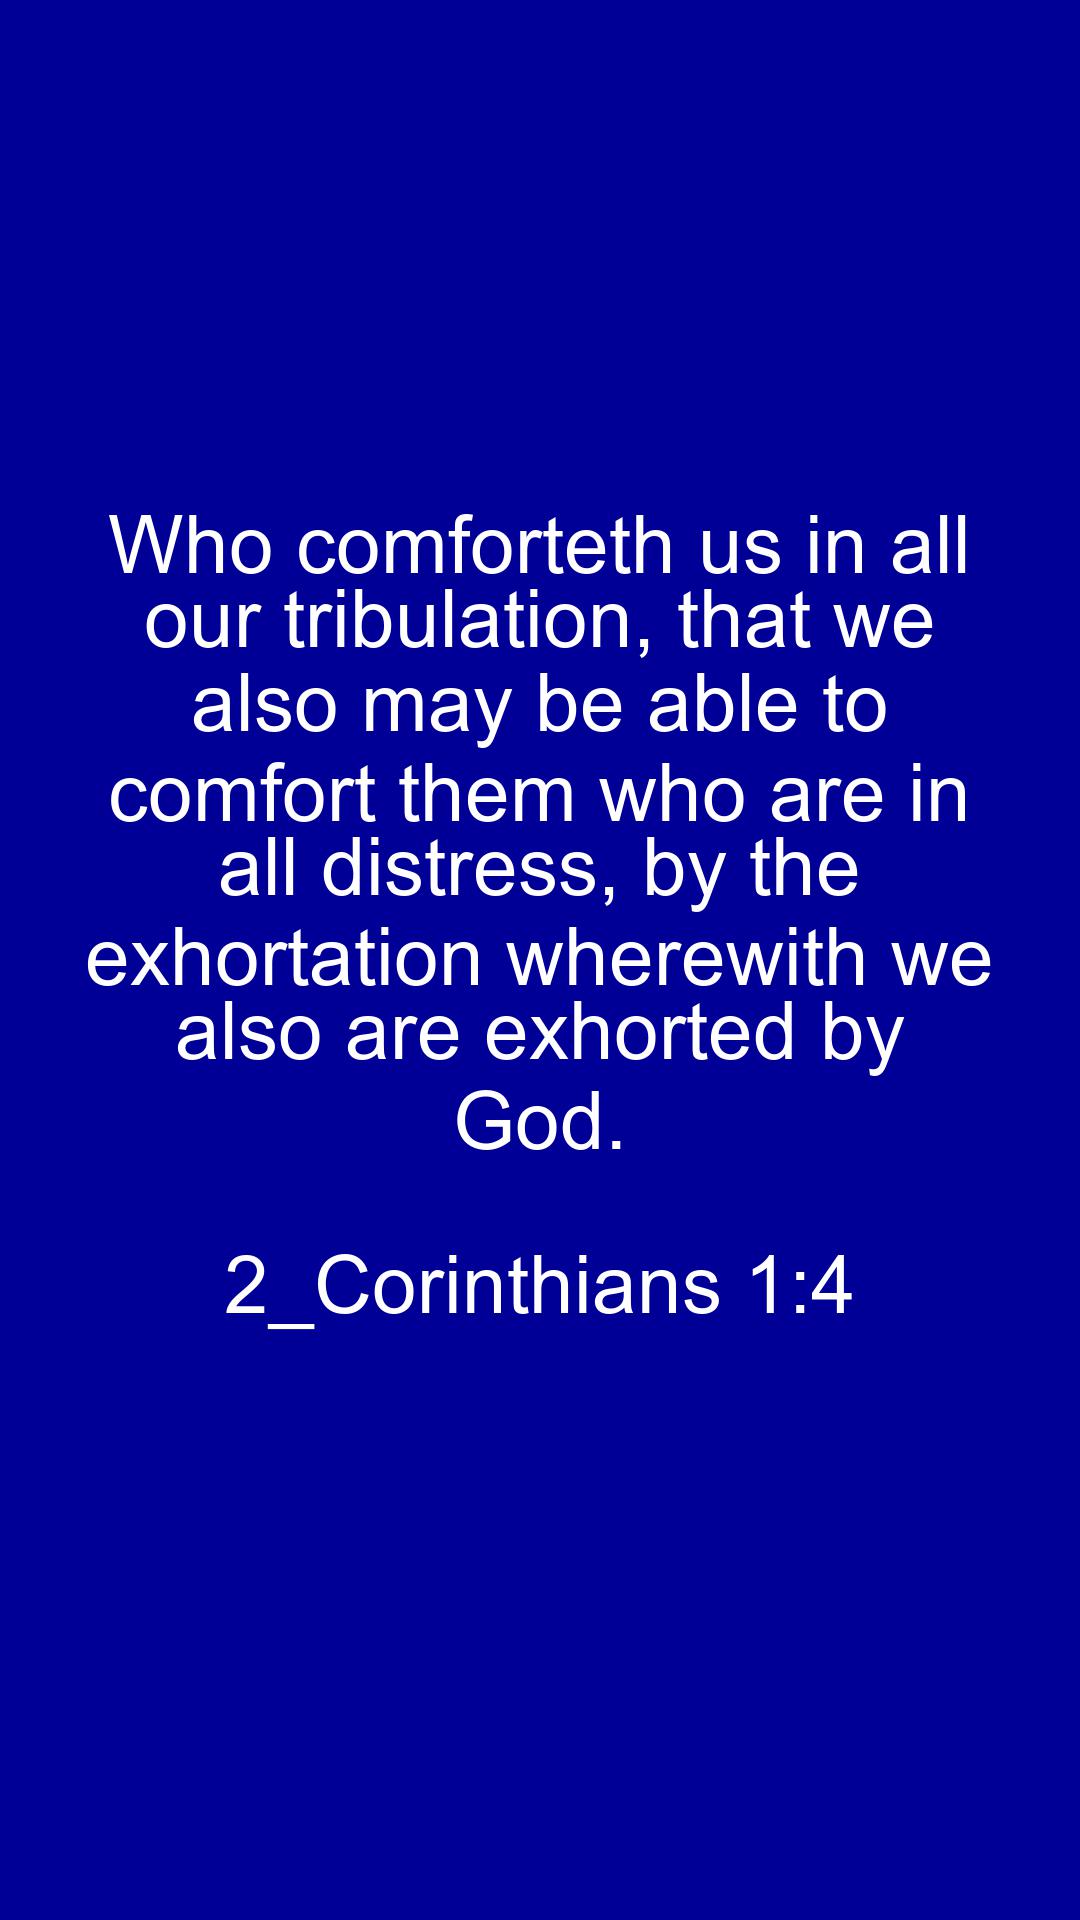 Who comforteth us in all
our tribulation, that we
also may be able to
comfort them who are in
all distress, by the
exhortation wherewith we
also are exhorted by
God.
2_Corinthians 1:4